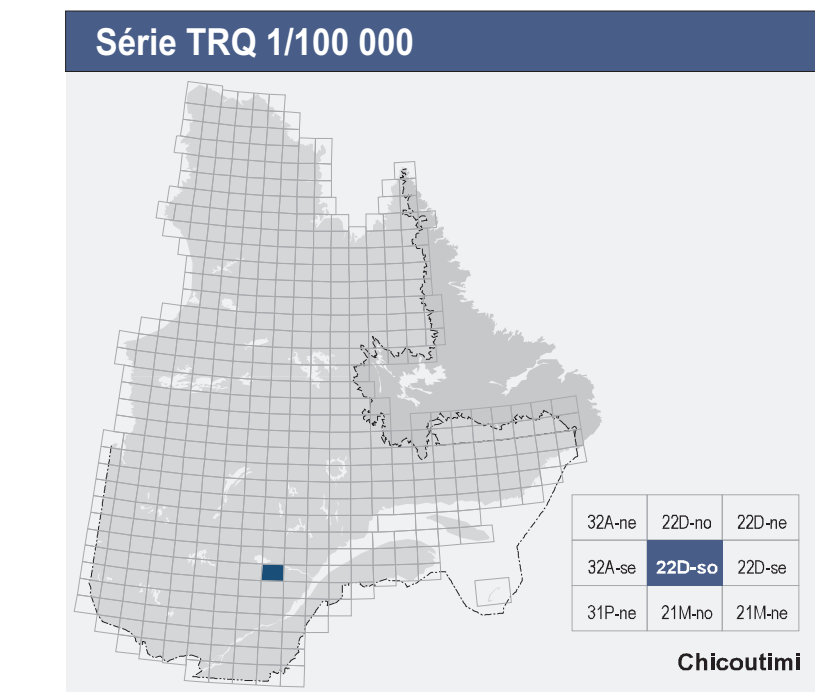 Série TRQ 1/100 000
32A-ne 22D-no 22D-ne
32A-se 22D-so 22D-se
31P-ne 21M-no 21M-ne
Chicoutimi